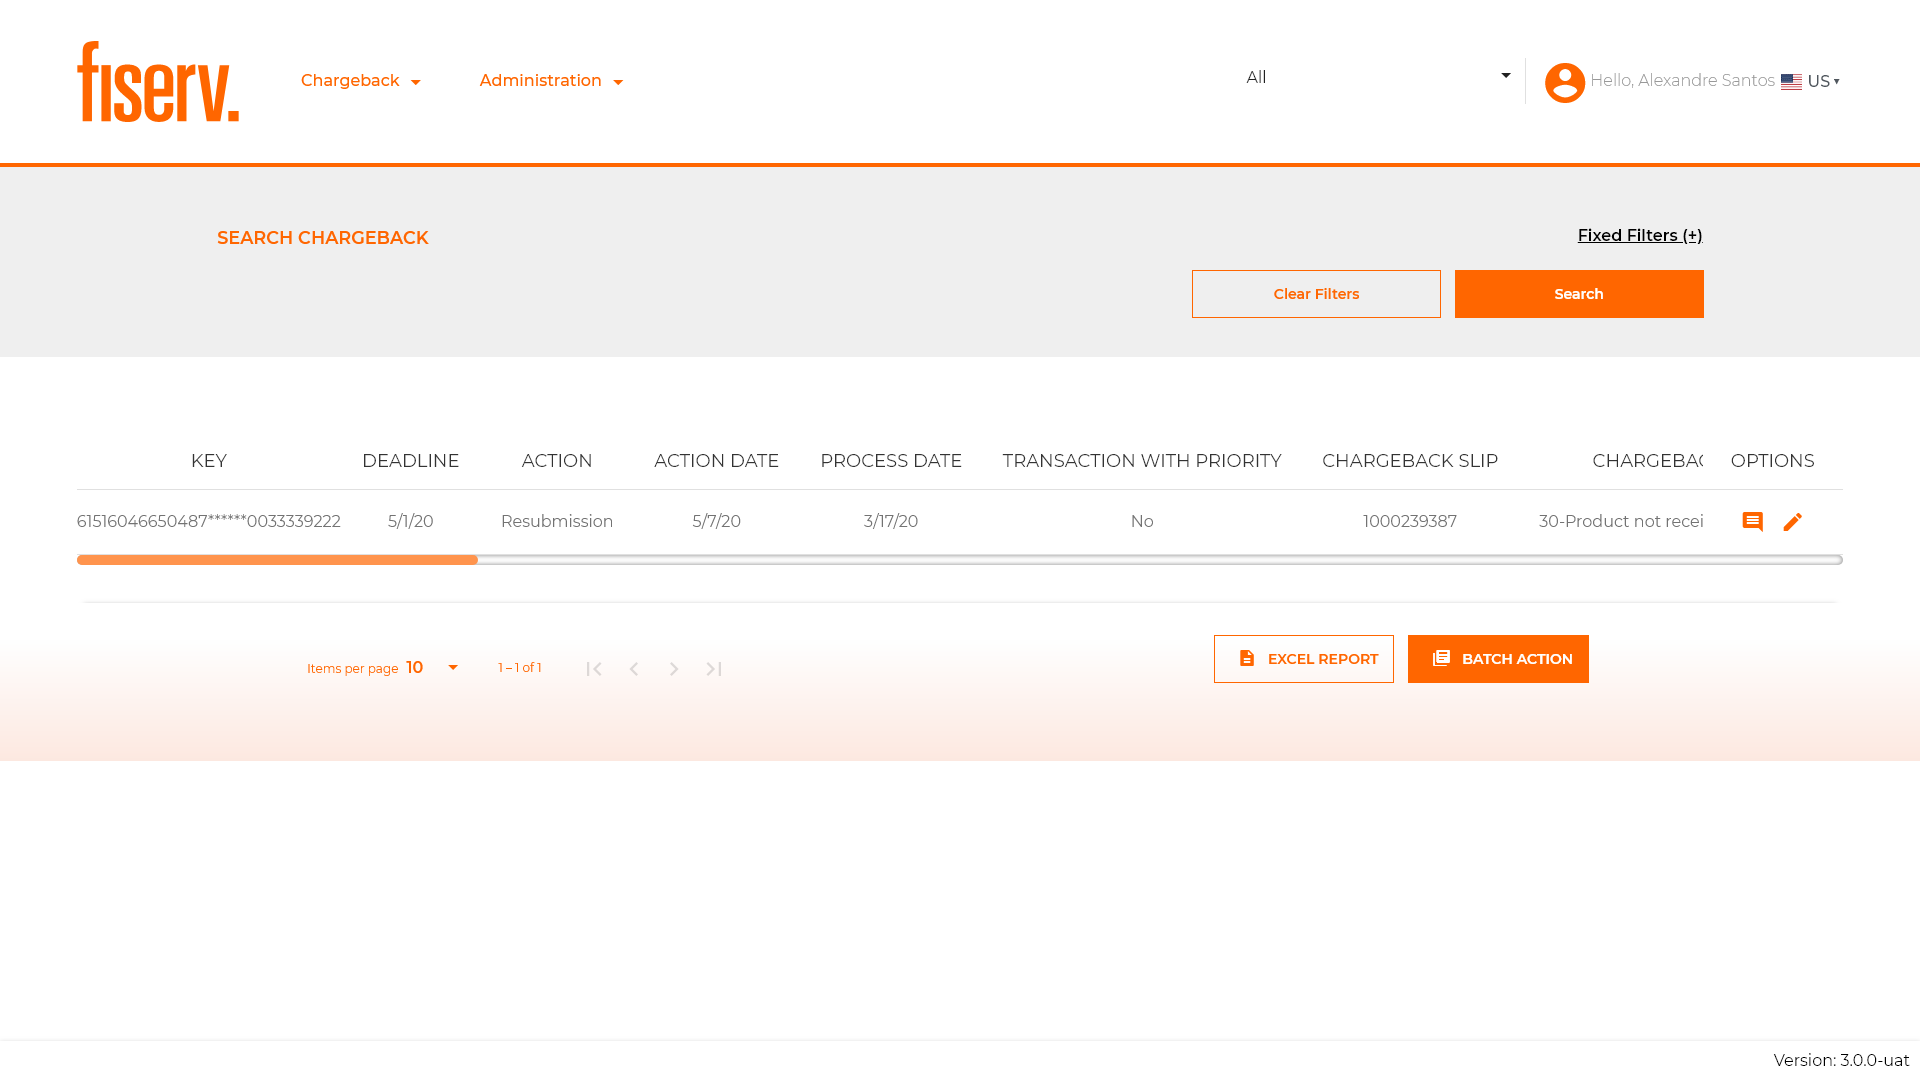 fiserv.
Chargeback
Administration
All
Hello, Alexandre Santos
US
SEARCH CHARGEBACK
Fixed Filters (+)
Clear Filters
Search
KEY DEADLINE ACTION ACTION DATE PROCESS DATE TRANSACTION WITH PRIORITY CHARGEBACK SLIP CHARGEBAC OPTIONS
61516046650487******0033339222 5/1/20 Resubmission 5/7/20 3/17/20 No 1000239387 30-Product not recei
Items per page 10 1 – 1 of 1
EXCEL REPORT
BATCH ACTION
Version: 3.0.0-uat